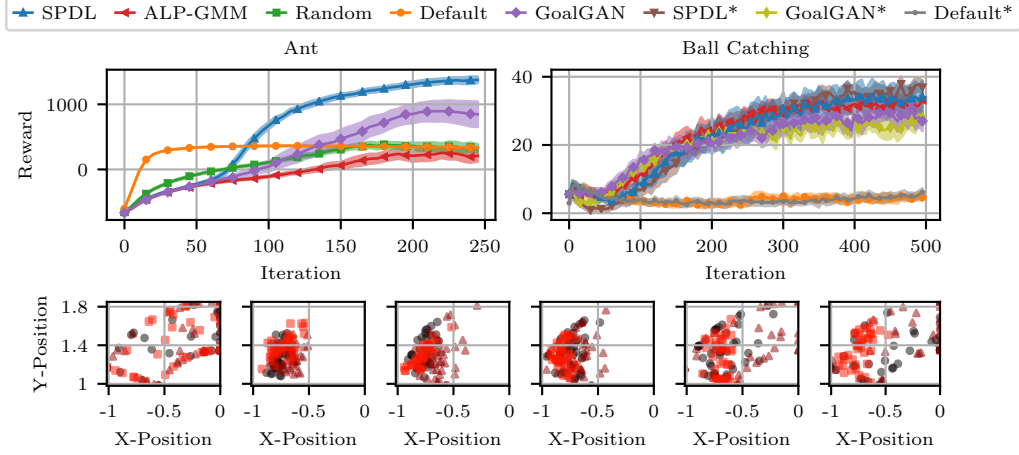 SPDL ALP-GMM Random Default GoalGAN SPDL* GoalGAN* Default*
Ant Ball Catching
Reward
1000
0
0 50 100 150 200 250
Iteration
40
20
0
0 100 200 300 400 500
Iteration
Y-Position
1.8
1.4
1
-1 -0.5 0 -1 -0.5 0 -1 -0.5 0 -1 -0.5 0 -1 -0.5 0 -1 -0.5 0
X-Position X-Position X-Position X-Position X-Position X-Position